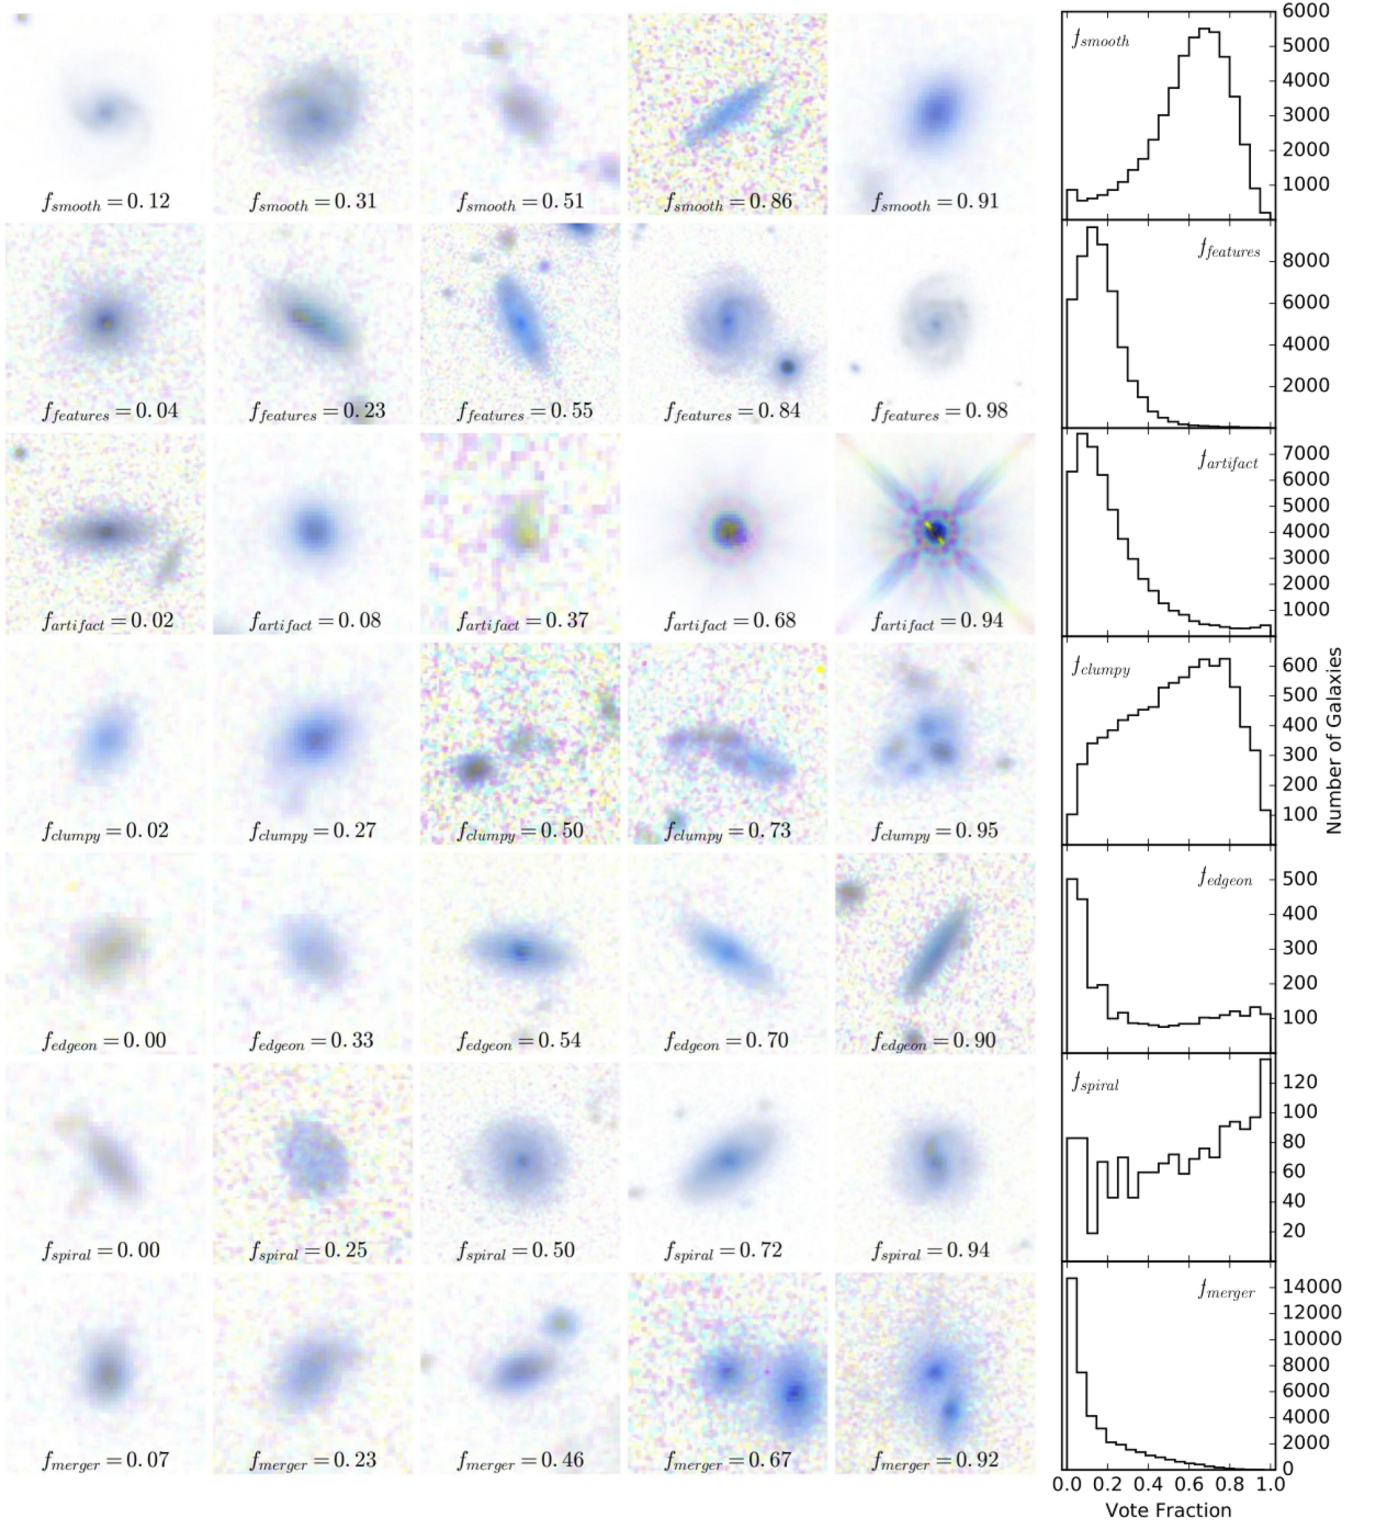 f_smooth = 0.12
f_smooth = 0.31
f_smooth = 0.51
f_smooth = 0.86
f_smooth = 0.91
f_smooth
6000
5000
4000
3000
2000
1000
f_features = 0.04
f_features = 0.23
f_features = 0.55
f_features = 0.84
f_features = 0.98
f_features
8000
6000
4000
2000
f_artifact = 0.02
f_artifact = 0.08
f_artifact = 0.37
f_artifact = 0.68
f_artifact = 0.94
f_artifact
7000
6000
5000
4000
3000
2000
1000
f_clumpy = 0.02
f_clumpy = 0.27
f_clumpy = 0.50
f_clumpy = 0.73
f_clumpy = 0.95
f_clumpy
600
500
400
300
200
100
Number of Galaxies
f_edgeon = 0.00
f_edgeon = 0.33
f_edgeon = 0.54
f_edgeon = 0.70
f_edgeon = 0.90
f_edgeon
500
400
300
200
100
f_spiral = 0.00
f_spiral = 0.25
f_spiral = 0.50
f_spiral = 0.72
f_spiral = 0.94
f_spiral
120
100
80
60
40
20
f_merger = 0.07
f_merger = 0.23
f_merger = 0.46
f_merger = 0.67
f_merger = 0.92
f_merger
14000
12000
10000
8000
6000
4000
2000
0
0.0 0.2 0.4 0.6 0.8 1.0
Vote Fraction